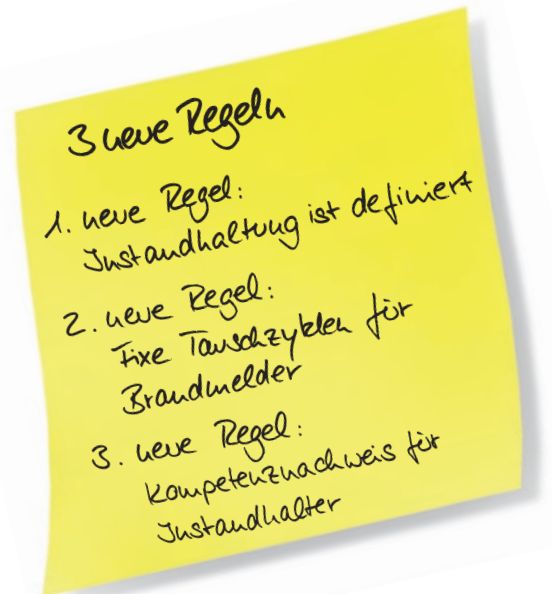 3 neue Regeln
1. neue Regel:
Instandhaltung ist definiert
2. neue Regel:
Fixe Tauschzyklen für
Brandmelder
3. neue Regel:
Kompetenznachweis für
Instandhalter